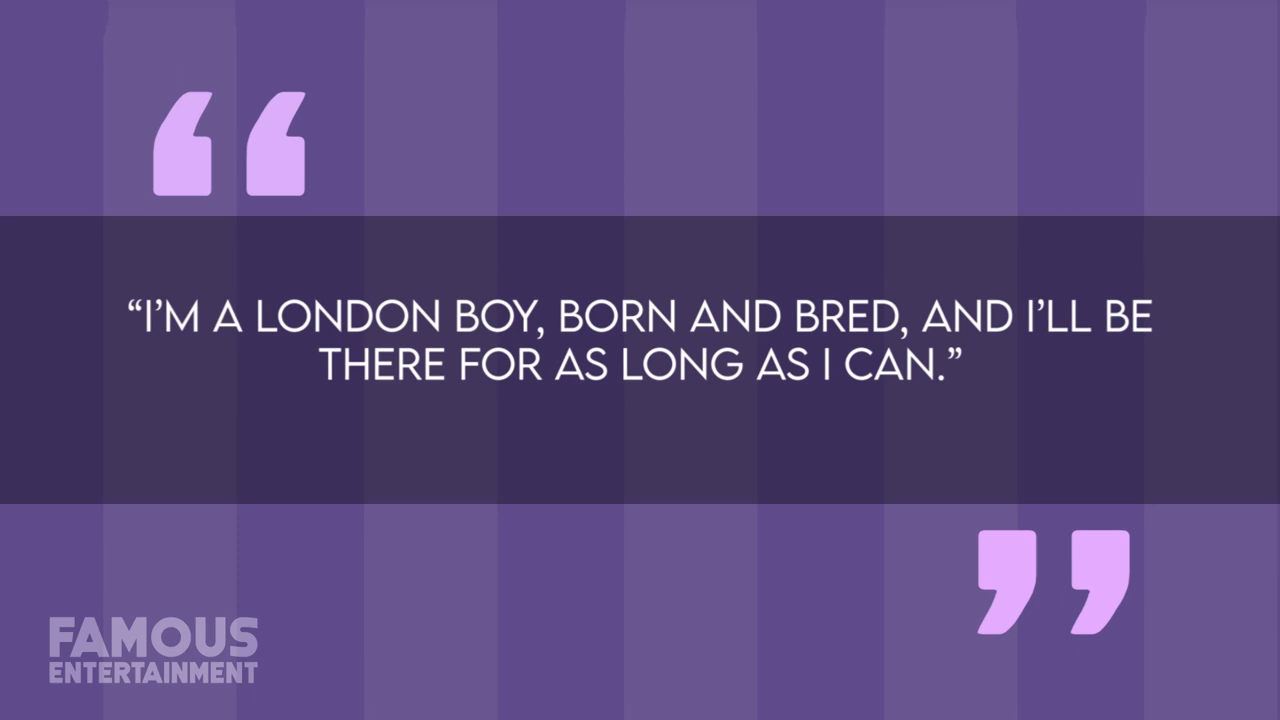 “I’M A LONDON BOY, BORN AND BRED, AND I’LL BE
THERE FOR AS LONG AS I CAN.”
FAMOUS
ENTERTAINMENT